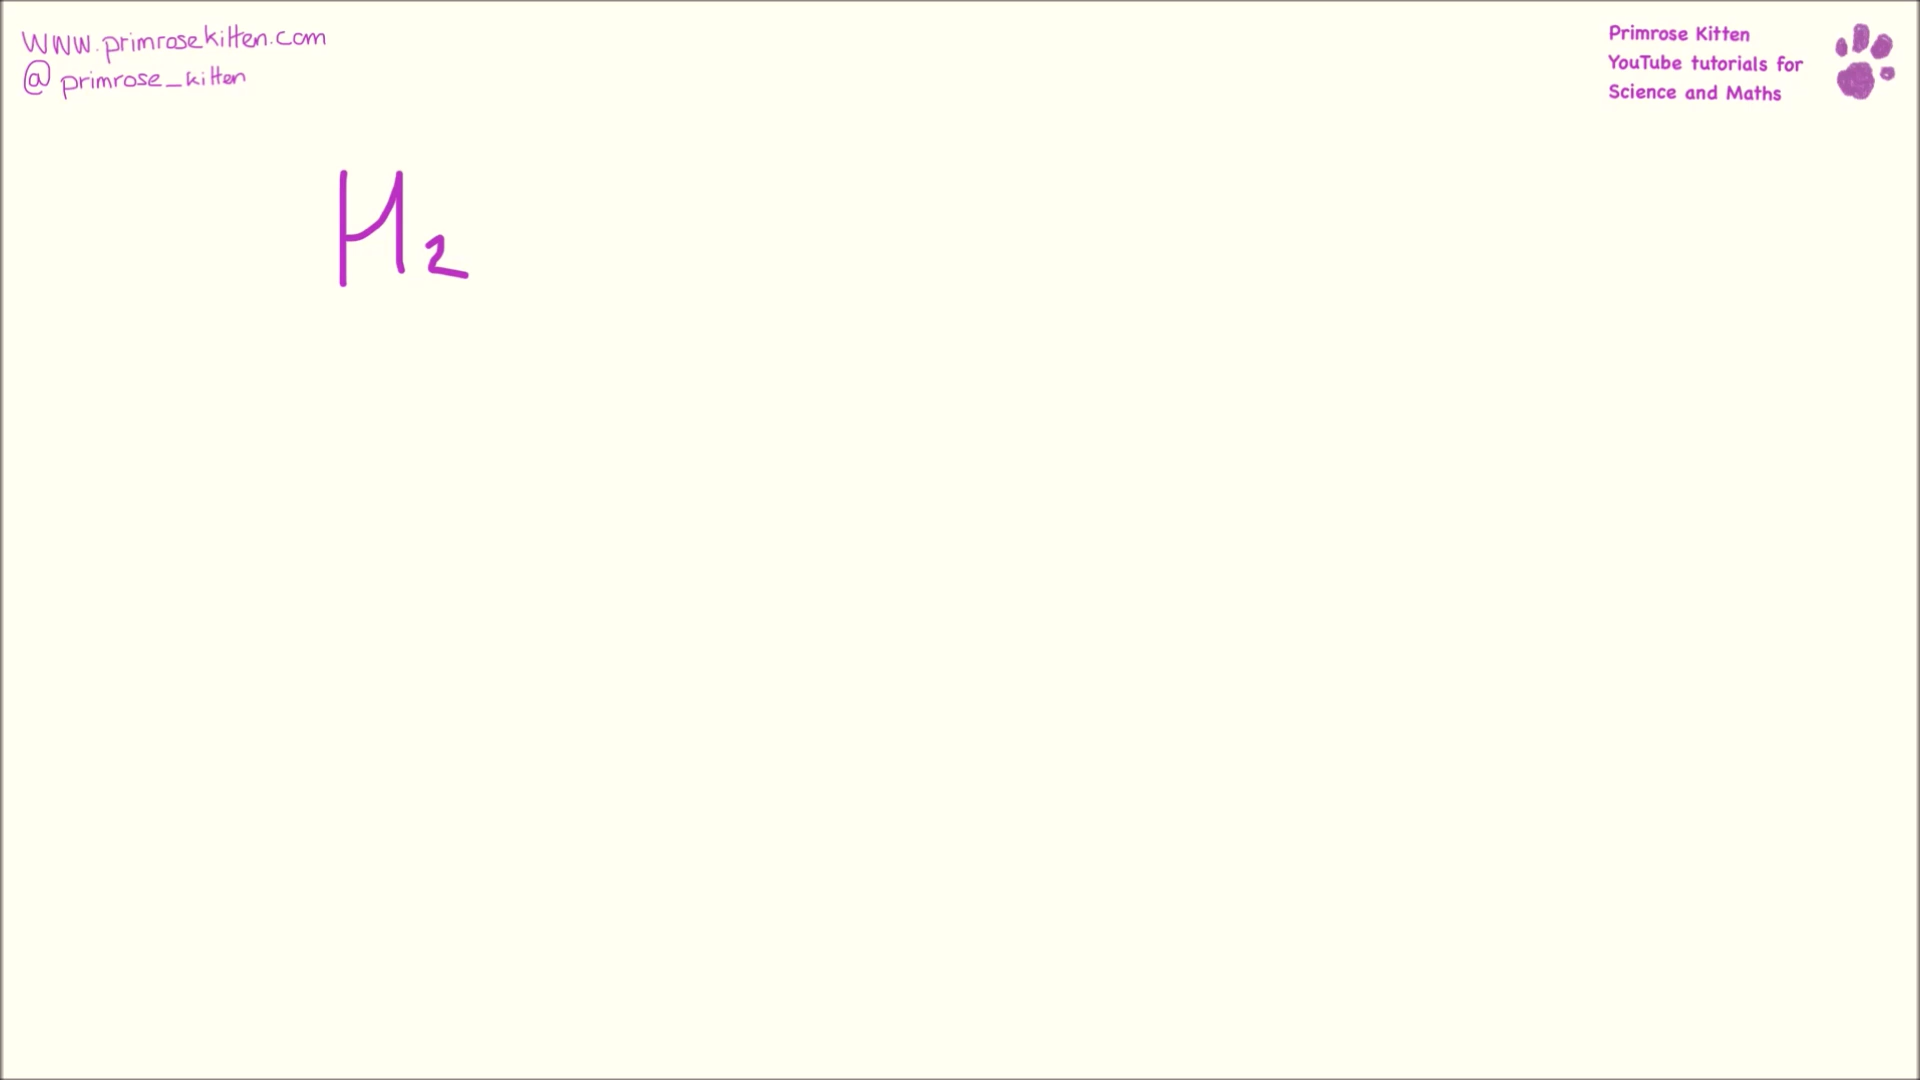 www.primrosekitten.com
@primrose_kitten
Primrose Kitten
YouTube tutorials for
Science and Maths
H₂